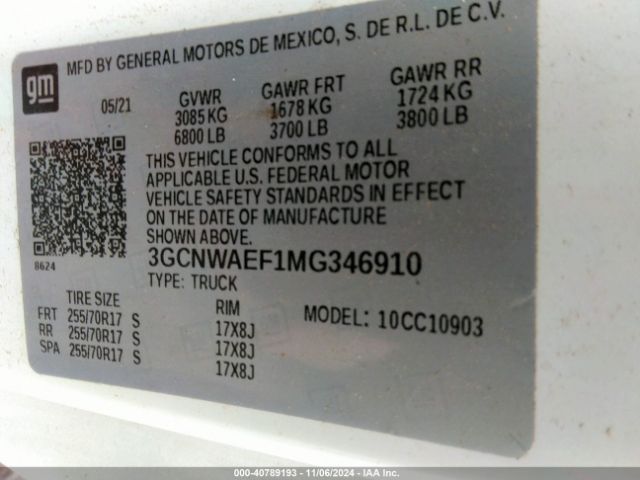 gm
MFD BY GENERAL MOTORS DE MEXICO, S. DE R.L. DE C.V.
05/21 GVWR GAWR FRT GAWR RR
3085 KG 1678 KG 1724 KG
6800 LB 3700 LB 3800 LB
THIS VEHICLE CONFORMS TO ALL
APPLICABLE U.S. FEDERAL MOTOR
VEHICLE SAFETY STANDARDS IN EFFECT
ON THE DATE OF MANUFACTURE
SHOWN ABOVE.
8624
3GCNWAEF1MG346910
TYPE: TRUCK
TIRE SIZE RIM MODEL: 10CC10903
FRT 255/70R17 S 17X8J
RR 255/70R17 S 17X8J
SPA 255/70R17 S 17X8J
000-40789193 - 11/06/2024 - IAA Inc.